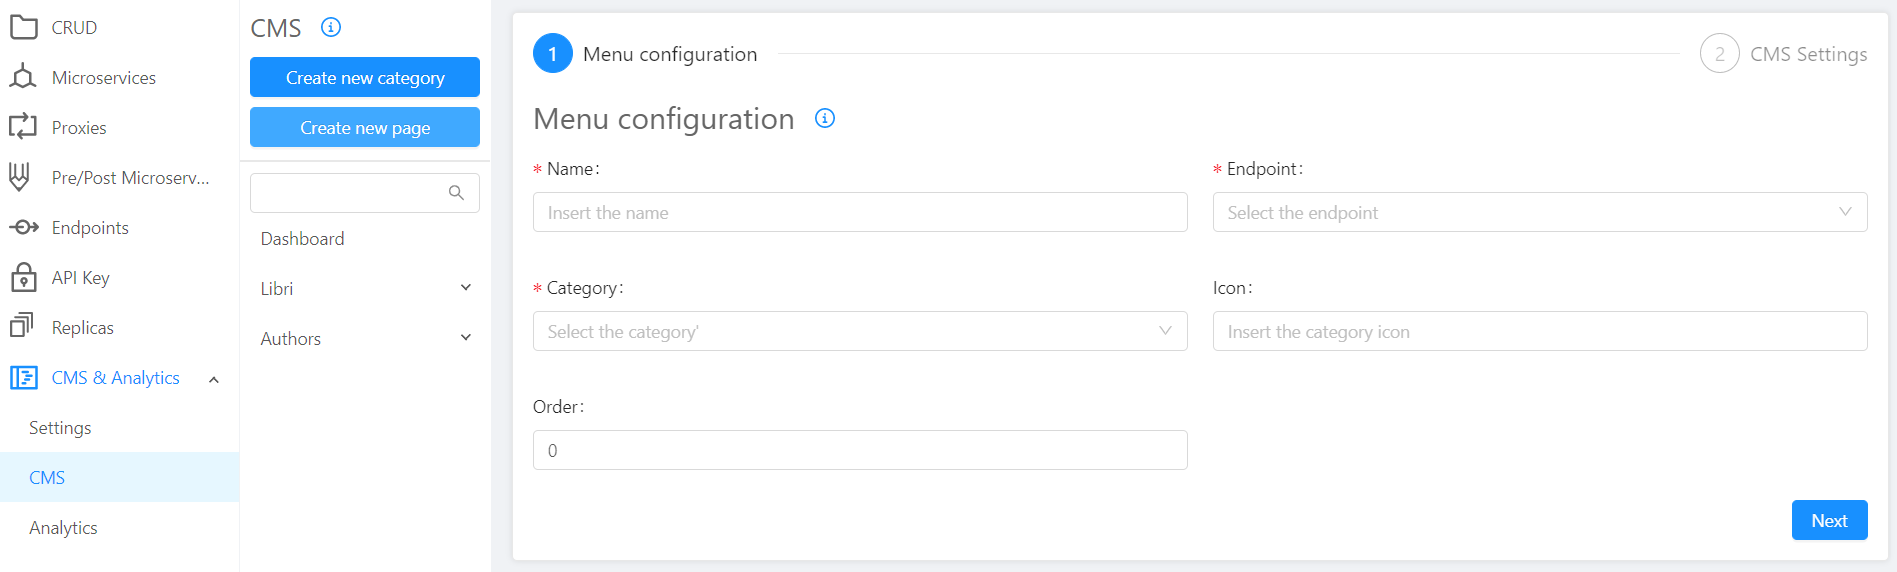 CRUD
Microservices
Proxies
Pre/Post Microserv...
Endpoints
API Key
Replicas
CMS & Analytics
Settings
CMS
Analytics
CMS
Create new category
Create new page
Dashboard
Libri
Authors
1 Menu configuration
2 CMS Settings
Menu configuration
* Name:
Insert the name
* Endpoint:
Select the endpoint
* Category:
Select the category'
Icon:
Insert the category icon
Order:
0
Next